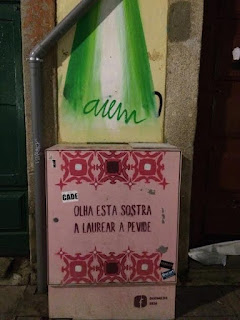 aiem
CADE
OLHA ESTA SOSTRA
A LAUREAR A PEVIDE